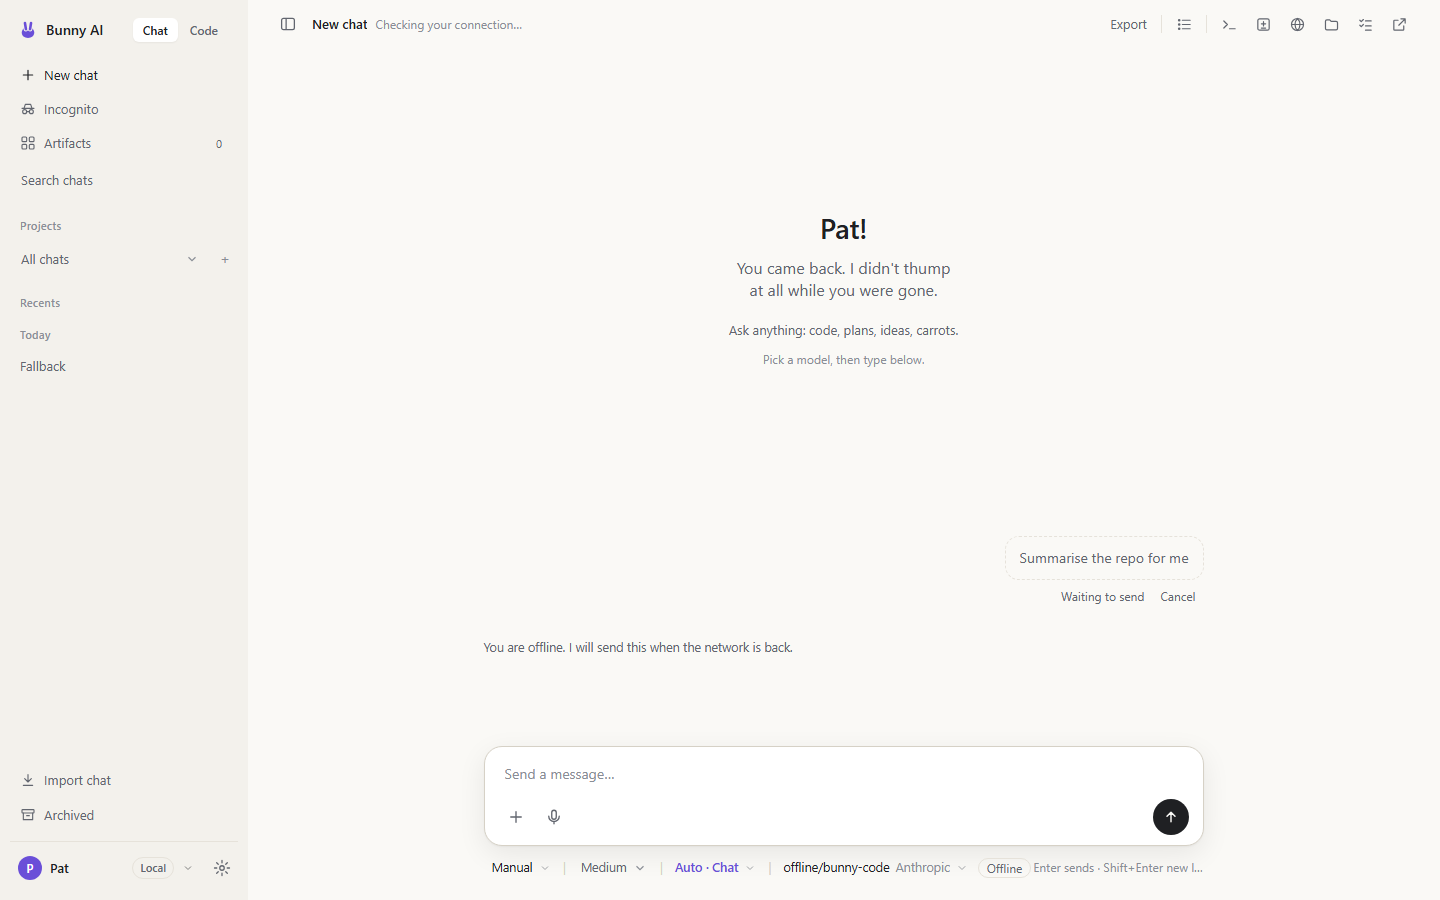 Bunny AI
Chat
Code
New chat
Incognito
Artifacts
0
Search chats
Projects
All chats
+
Recents
Today
Fallback
Import chat
Archived
P
Pat
Local
New chat
Checking your connection...
Export
Pat!
You came back. I didn't thump
at all while you were gone.
Ask anything: code, plans, ideas, carrots.
Pick a model, then type below.
Summarise the repo for me
Waiting to send
Cancel
You are offline. I will send this when the network is back.
Send a message...
Manual
Medium
Auto · Chat
offline/bunny-code Anthropic
Offline
Enter sends · Shift+Enter new l...